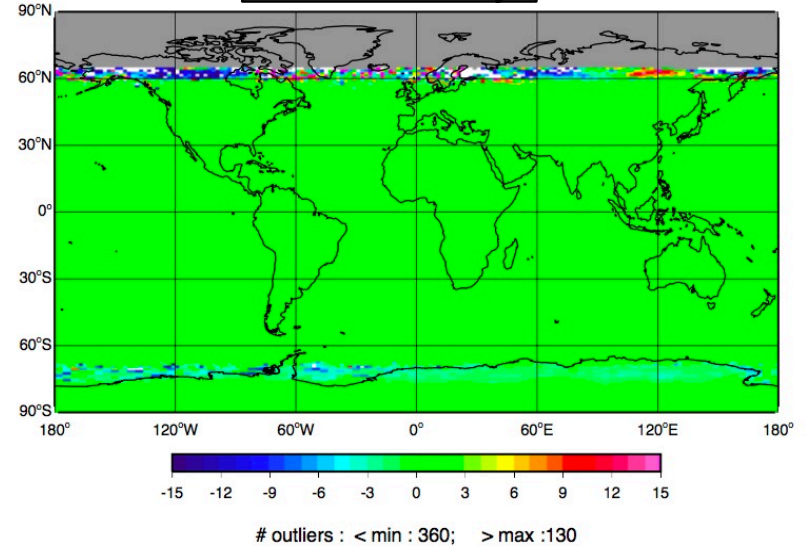 90°N
60°N
30°N
0°
30°S
60°S
90°S
180° 120°W 60°W 0° 60°E 120°E 180°
-15 -12 -9 -6 -3 0 3 6 9 12 15
# outliers : < min : 360; > max :130